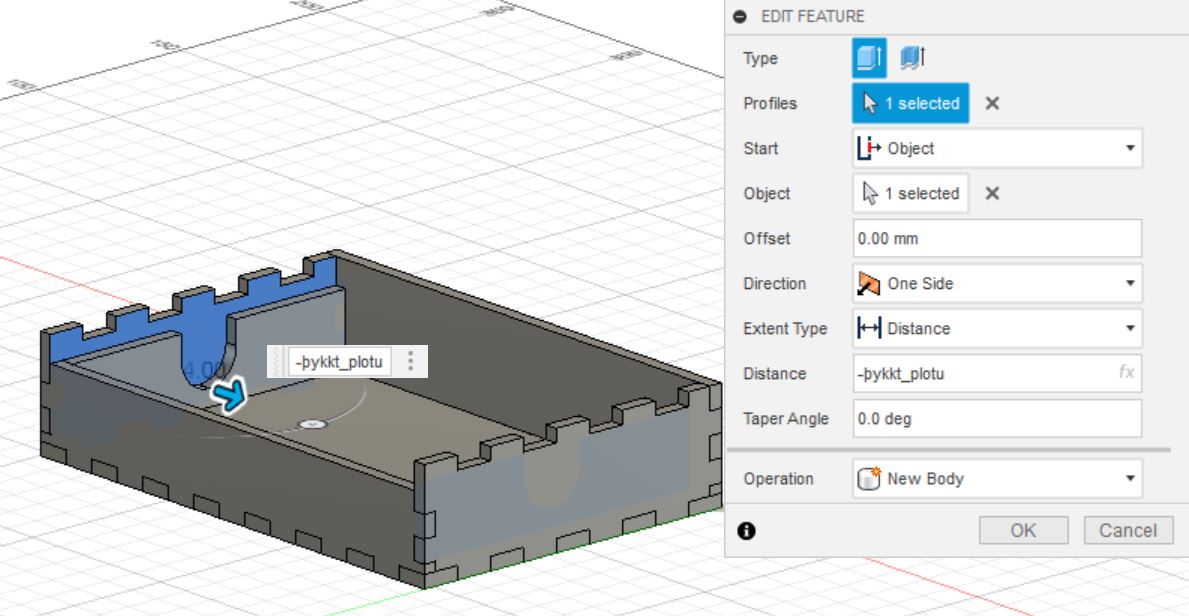 EDIT FEATURE
Type
Profiles
1 selected
Start
Object
Object
1 selected
Offset
0.00 mm
Direction
One Side
Extent Type
Distance
Distance
-þykkt_plotu
fx
Taper Angle
0.0 deg
Operation
New Body
OK
Cancel
4.00
-þykkt_plotu
150